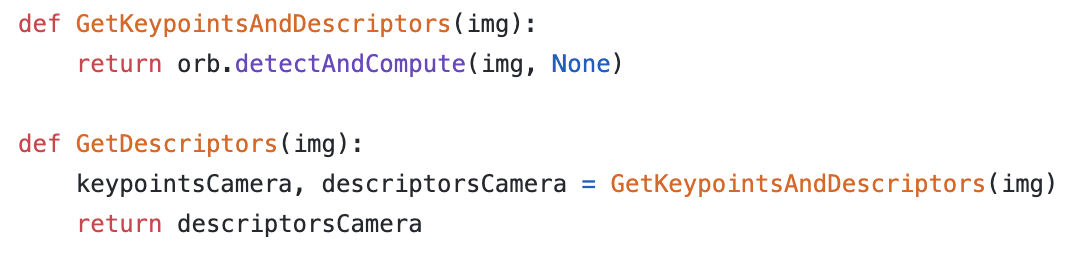 def GetKeypointsAndDescriptors(img):
    return orb.detectAndCompute(img, None)

def GetDescriptors(img):
    keypointsCamera, descriptorsCamera = GetKeypointsAndDescriptors(img)
    return descriptorsCamera